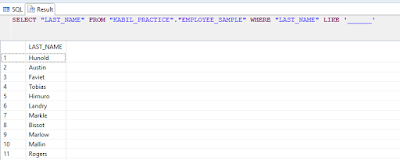 SQL Result
SELECT "LAST_NAME" FROM "KABIL_PRACTICE"."EMPLOYEE_SAMPLE" WHERE "LAST_NAME" LIKE '______'
LAST_NAME
1 Hunold
2 Austin
3 Faviet
4 Tobias
5 Himuro
6 Landry
7 Markle
8 Bissot
9 Marlow
10 Mallin
11 Rogers